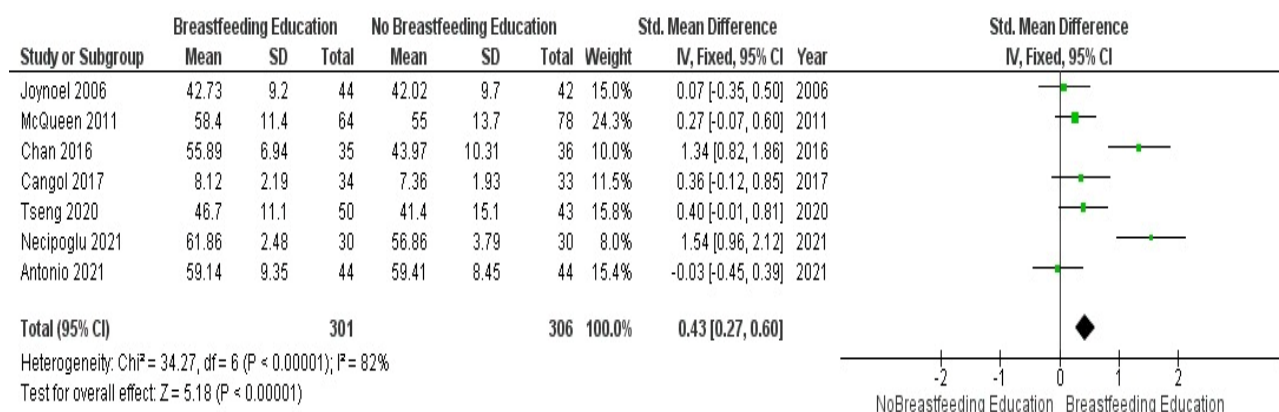 Breastfeeding Education No Breastfeeding Education Std. Mean Difference Std. Mean Difference
Study or Subgroup Mean SD Total Mean SD Total Weight IV, Fixed, 95% CI Year IV, Fixed, 95% CI
Joynoel 2006 42.73 9.2 44 42.02 9.7 42 15.0% 0.07 [-0.35, 0.50] 2006
McQueen 2011 58.4 11.4 64 55 13.7 78 24.3% 0.27 [-0.07, 0.60] 2011
Chan 2016 55.89 6.94 35 43.97 10.31 36 10.0% 1.34 [0.82, 1.86] 2016
Cangol 2017 8.12 2.19 34 7.36 1.93 33 11.5% 0.36 [-0.12, 0.85] 2017
Tseng 2020 46.7 11.1 50 41.4 15.1 43 15.8% 0.40 [-0.01, 0.81] 2020
Necipoglu 2021 61.86 2.48 30 56.86 3.79 30 8.0% 1.54 [0.96, 2.12] 2021
Antonio 2021 59.14 9.35 44 59.41 8.45 44 15.4% -0.03 [-0.45, 0.39] 2021
Total (95% CI) 301 306 100.0% 0.43 [0.27, 0.60]
Heterogeneity: Chi² = 34.27, df = 6 (P < 0.00001); I² = 82%
Test for overall effect: Z = 5.18 (P < 0.00001)
-2 -1 0 1 2
NoBreastfeeding Education Breastfeeding Education